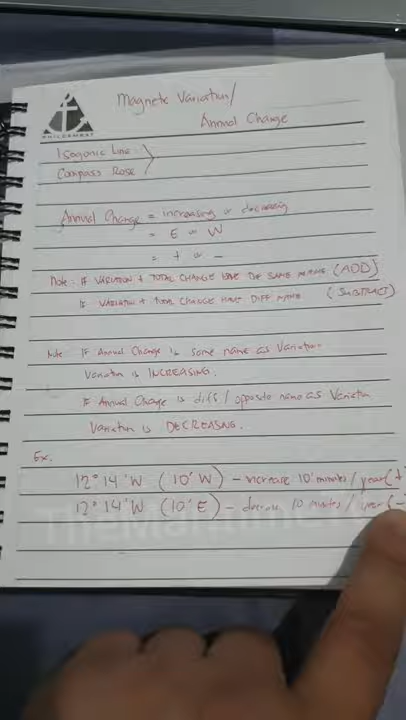 PHILCAMSAT
Magnetic Variation/
Annual Change
Isogonic Line
Compass Rose
Annual Change = increasing or decreasing
= E or W
= + or -
Note: IF VARIATION & TOTAL CHANGE HAVE THE SAME NAME (ADD)
IF VARIATION & TOTAL CHANGE HAVE DIFF NAME (SUBTRACT)
Note: IF Annual Change is same name as Variation
Variation is INCREASING.
IF Annual Change is diff/opposite name as Variation
Variation is DECREASING.
Ex.
12° 14' W (10' W) - increase 10 minutes/year (+
12° 14' W (10' E) - decrease 10 minutes/year (-